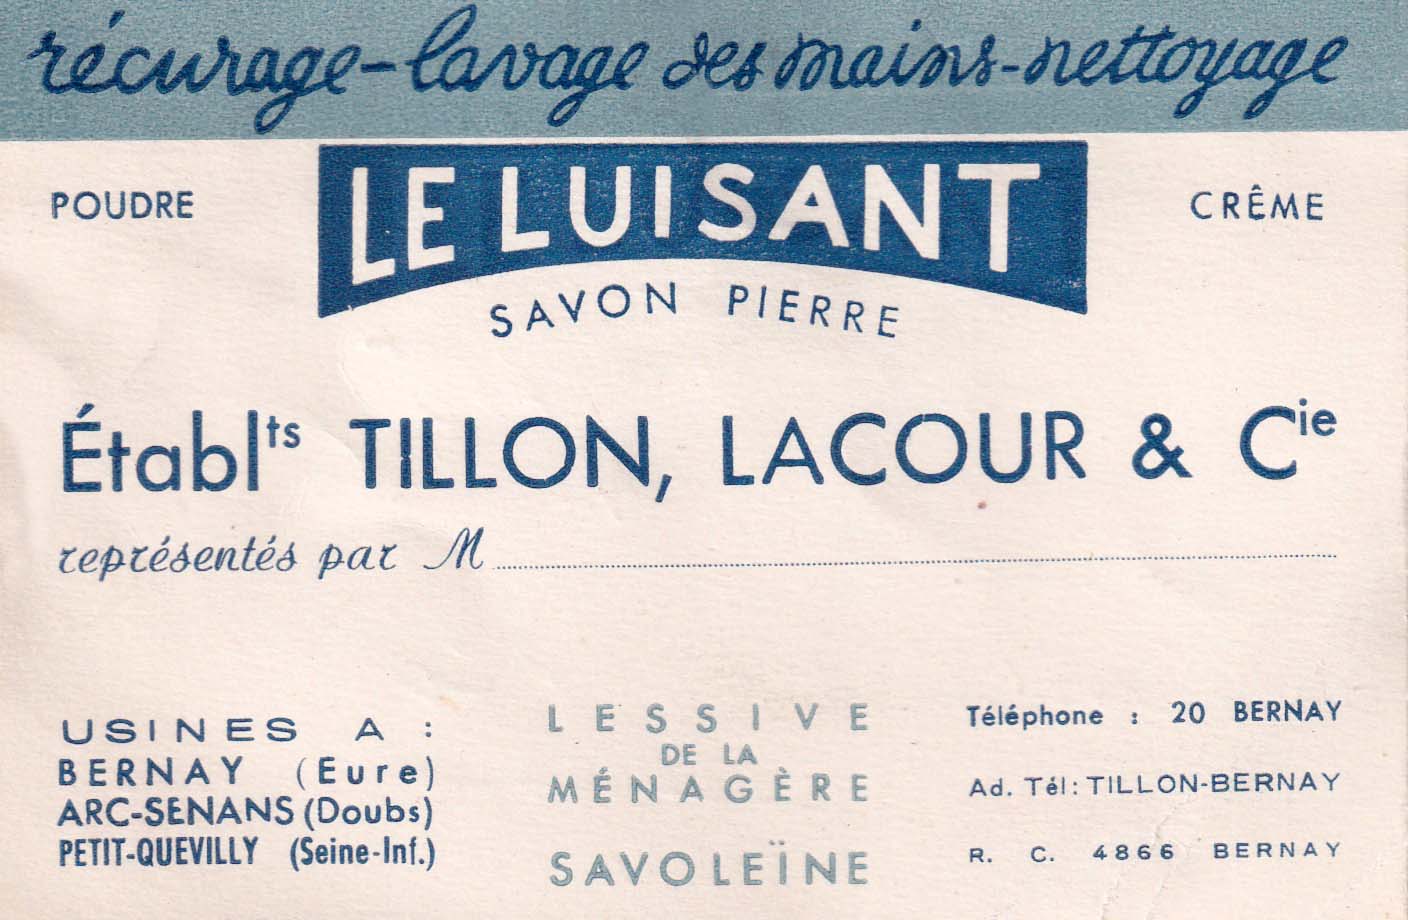 récurage-lavage des mains-nettoyage
POUDRE
LE LUISANT
CRÊME
SAVON PIERRE
Établts TILLON, LACOUR & Cie
représentés par M
USINES A :
BERNAY (Eure)
ARC-SENANS (Doubs)
PETIT-QUEVILLY (Seine-Inf.)
LESSIVE
DE LA
MÉNAGÈRE
SAVOLEÏNE
Téléphone : 20 BERNAY
Ad. Tél: TILLON-BERNAY
R. C. 4866 BERNAY